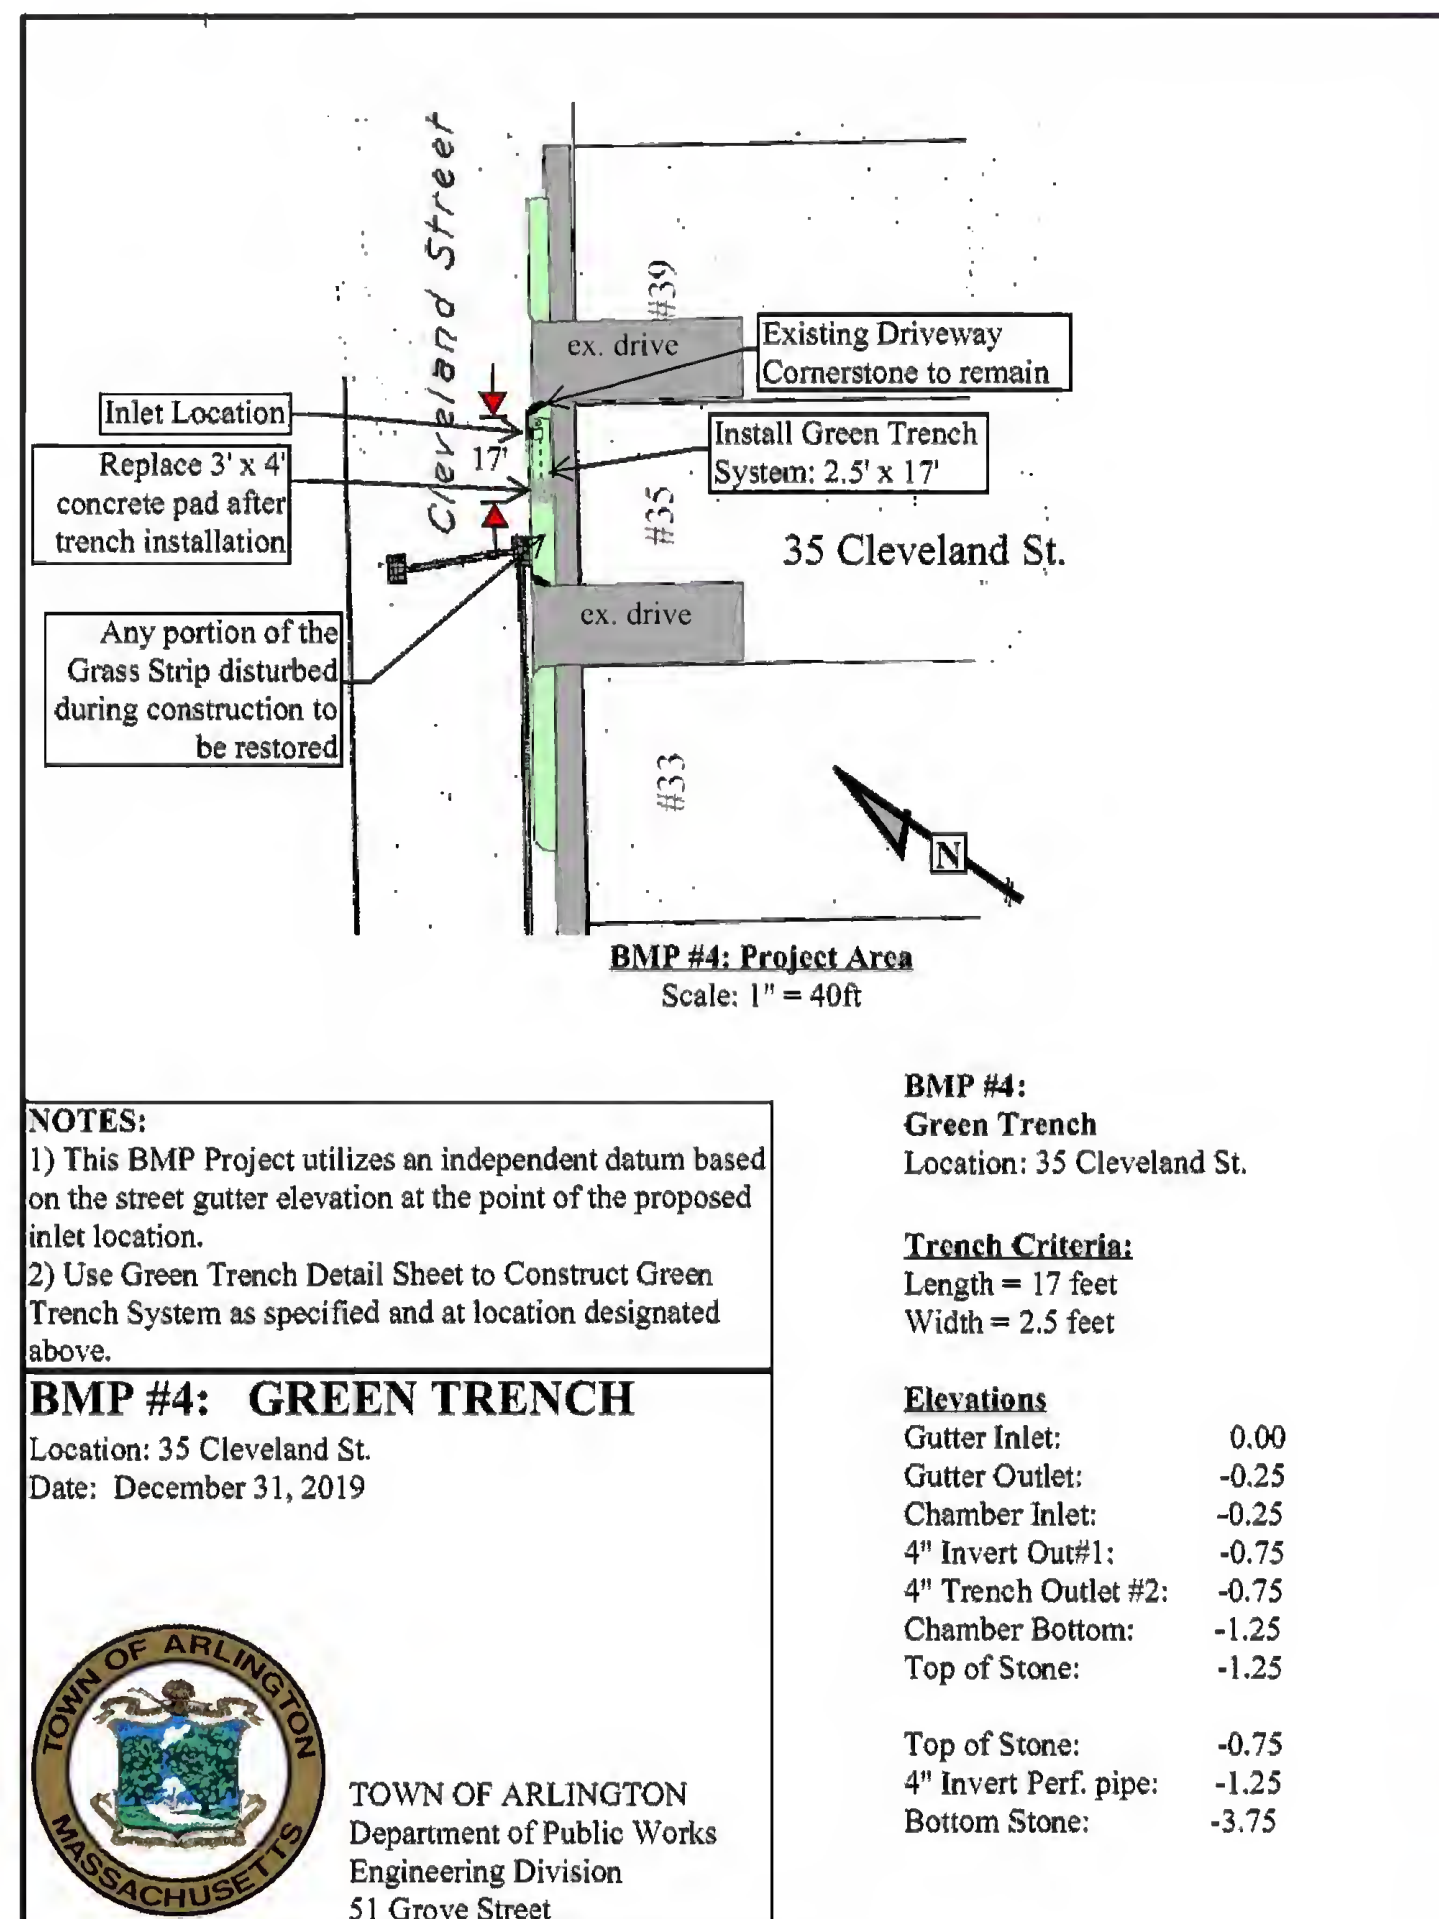 Cleveland Street
#39
ex. drive
Existing Driveway
Cornerstone to remain
Inlet Location
17'
Replace 3' x 4'
concrete pad after
trench installation
Install Green Trench
System: 2.5' x 17'
#35
35 Cleveland St.
ex. drive
Any portion of the
Grass Strip disturbed
during construction to
be restored
#33
N
BMP #4: Project Area
Scale: 1" = 40ft
NOTES:
1) This BMP Project utilizes an independent datum based
on the street gutter elevation at the point of the proposed
inlet location.
2) Use Green Trench Detail Sheet to Construct Green
Trench System as specified and at location designated
above.
BMP #4: GREEN TRENCH
Location: 35 Cleveland St.
Date: December 31, 2019
TOWN OF ARLINGTON
MASSACHUSETTS
TOWN OF ARLINGTON
Department of Public Works
Engineering Division
51 Grove Street
BMP #4:
Green Trench
Location: 35 Cleveland St.
Trench Criteria:
Length = 17 feet
Width = 2.5 feet
Elevations
Gutter Inlet: 0.00
Gutter Outlet: -0.25
Chamber Inlet: -0.25
4" Invert Out#1: -0.75
4" Trench Outlet #2: -0.75
Chamber Bottom: -1.25
Top of Stone: -1.25
Top of Stone: -0.75
4" Invert Perf. pipe: -1.25
Bottom Stone: -3.75